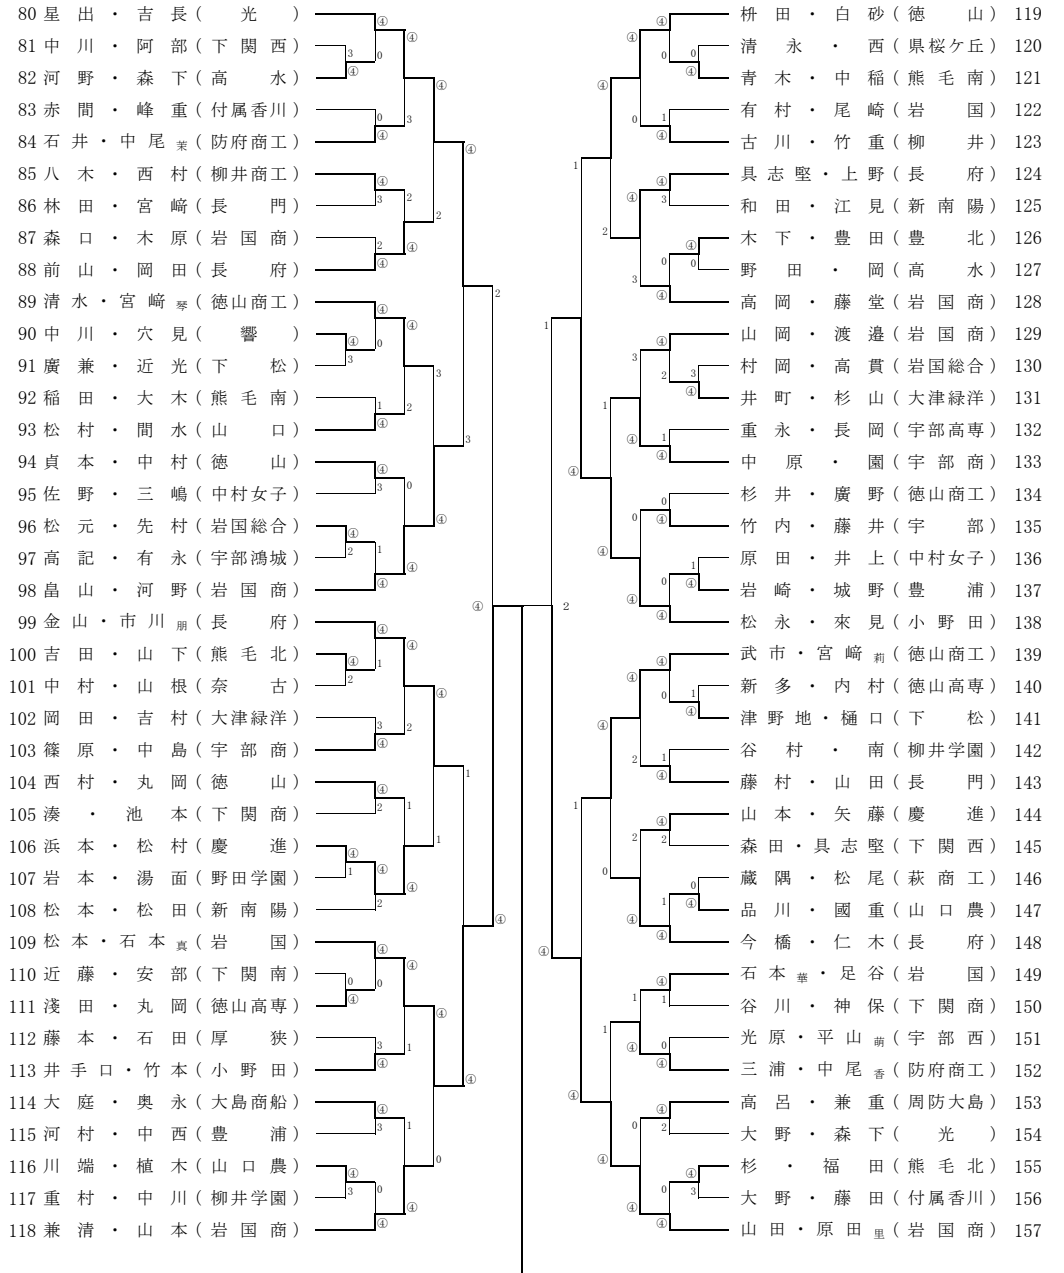 80 星出・吉長(光)
81 中川・阿部(下関西)
82 河野・森下(高水)
83 赤間・峰重(付属香川)
84 石井・中尾茉(防府商工)
85 八木・西村(柳井商工)
86 林田・宮﨑(長門)
87 森口・木原(岩国商)
88 前山・岡田(長府)
89 清水・宮﨑琴(徳山商工)
90 中川・穴見(響)
91 廣兼・近光(下松)
92 稲田・大木(熊毛南)
93 松村・間水(山口)
94 貞本・中村(徳山)
95 佐野・三嶋(中村女子)
96 松元・先村(岩国総合)
97 高記・有永(宇部鴻城)
98 畠山・河野(岩国商)
99 金山・市川朋(長府)
100 吉田・山下(熊毛北)
101 中村・山根(奈古)
102 岡田・吉村(大津緑洋)
103 篠原・中島(宇部商)
104 西村・丸岡(徳山)
105 湊・池本(下関商)
106 浜本・松村(慶進)
107 岩本・湯面(野田学園)
108 松本・松田(新南陽)
109 松本・石本真(岩国)
110 近藤・安部(下関南)
111 淺田・丸岡(徳山高専)
112 藤本・石田(厚狭)
113 井手口・竹本(小野田)
114 大庭・奥永(大島商船)
115 河村・中西(豊浦)
116 川端・植木(山口農)
117 重村・中川(柳井学園)
118 兼清・山本(岩国商)
枡田・白砂(徳山) 119
清永・西(県桜ケ丘) 120
青木・中稲(熊毛南) 121
有村・尾崎(岩国) 122
古川・竹重(柳井) 123
具志堅・上野(長府) 124
和田・江見(新南陽) 125
木下・豊田(豊北) 126
野田・岡(高水) 127
高岡・藤堂(岩国商) 128
山岡・渡邉(岩国商) 129
村岡・高貫(岩国総合) 130
井町・杉山(大津緑洋) 131
重永・長岡(宇部高専) 132
中原・園(宇部商) 133
杉井・廣野(徳山商工) 134
竹内・藤井(宇部) 135
原田・井上(中村女子) 136
岩崎・城野(豊浦) 137
松永・來見(小野田) 138
武市・宮﨑莉(徳山商工) 139
新多・内村(徳山高専) 140
津野地・樋口(下松) 141
谷村・南(柳井学園) 142
藤村・山田(長門) 143
山本・矢藤(慶進) 144
森田・具志堅(下関西) 145
蔵隅・松尾(萩商工) 146
品川・國重(山口農) 147
今橋・仁木(長府) 148
石本華・足谷(岩国) 149
谷川・神保(下関商) 150
光原・平山萌(宇部西) 151
三浦・中尾香(防府商工) 152
高呂・兼重(周防大島) 153
大野・森下(光) 154
杉・福田(熊毛北) 155
大野・藤田(付属香川) 156
山田・原田里(岩国商) 157